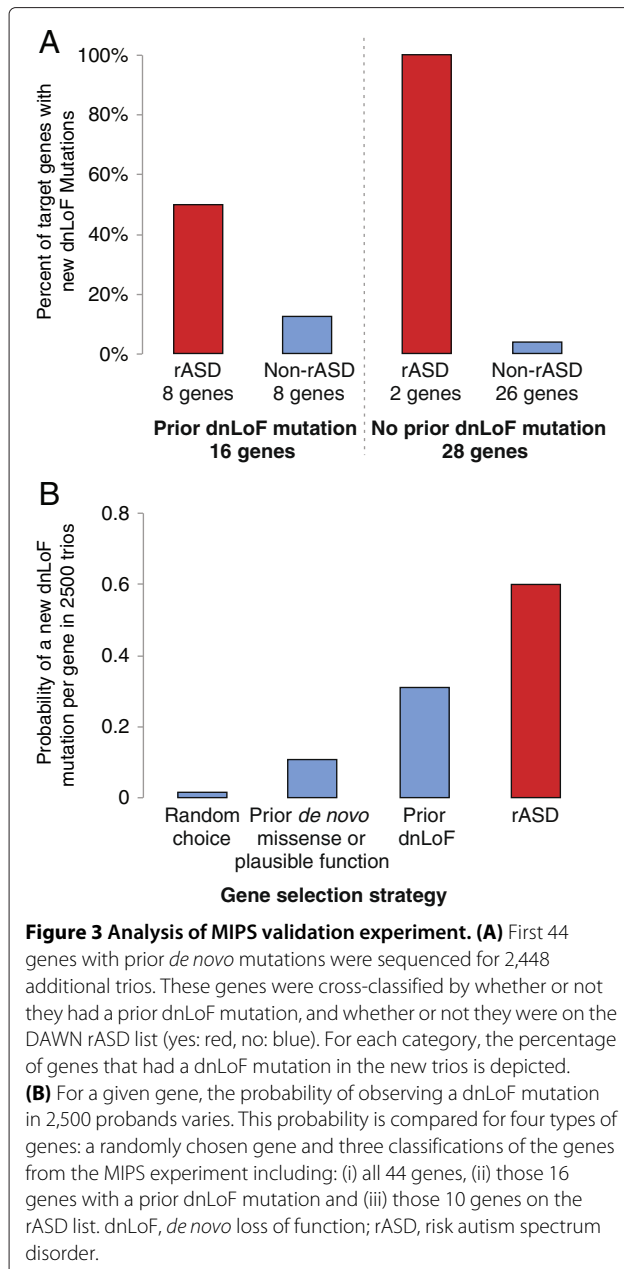 A
Percent of target genes with
new dnLoF Mutations
100%
80%
60%
40%
20%
0%
rASD
8 genes
Non-rASD
8 genes
rASD
2 genes
Non-rASD
26 genes
Prior dnLoF mutation
16 genes
No prior dnLoF mutation
28 genes
B
Probability of a new dnLoF
mutation per gene in 2500 trios
0.8
0.6
0.4
0.2
0
Random
choice
Prior de novo
missense or
plausible function
Prior
dnLoF
rASD
Gene selection strategy
Figure 3 Analysis of MIPS validation experiment. (A) First 44
genes with prior de novo mutations were sequenced for 2,448
additional trios. These genes were cross-classified by whether or not
they had a prior dnLoF mutation, and whether or not they were on the
DAWN rASD list (yes: red, no: blue). For each category, the percentage
of genes that had a dnLoF mutation in the new trios is depicted.
(B) For a given gene, the probability of observing a dnLoF mutation
in 2,500 probands varies. This probability is compared for four types of
genes: a randomly chosen gene and three classifications of the genes
from the MIPS experiment including: (i) all 44 genes, (ii) those 16
genes with a prior dnLoF mutation and (iii) those 10 genes on the
rASD list. dnLoF, de novo loss of function; rASD, risk autism spectrum
disorder.